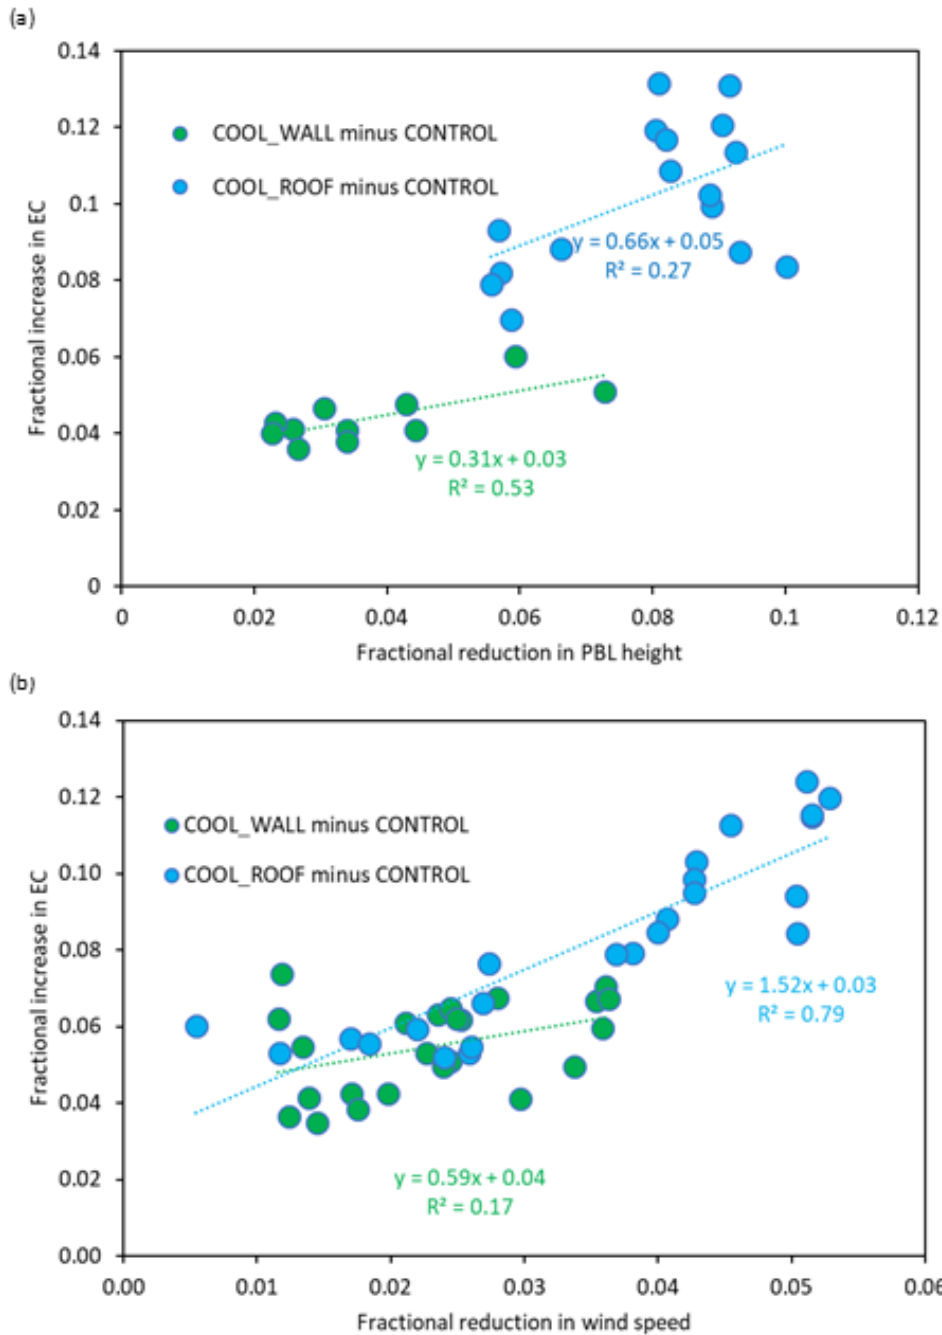 (a)
0.14
0.12
0.1
0.08
0.06
0.04
0.02
0
Fractional increase in EC
COOL_WALL minus CONTROL
COOL_ROOF minus CONTROL
y = 0.66x + 0.05
R² = 0.27
y = 0.31x + 0.03
R² = 0.53
0 0.02 0.04 0.06 0.08 0.1 0.12
Fractional reduction in PBL height
(b)
0.14
0.12
0.10
0.08
0.06
0.04
0.02
0.00
Fractional increase in EC
COOL_WALL minus CONTROL
COOL_ROOF minus CONTROL
y = 1.52x + 0.03
R² = 0.79
y = 0.59x + 0.04
R² = 0.17
0.00 0.01 0.02 0.03 0.04 0.05 0.06
Fractional reduction in wind speed